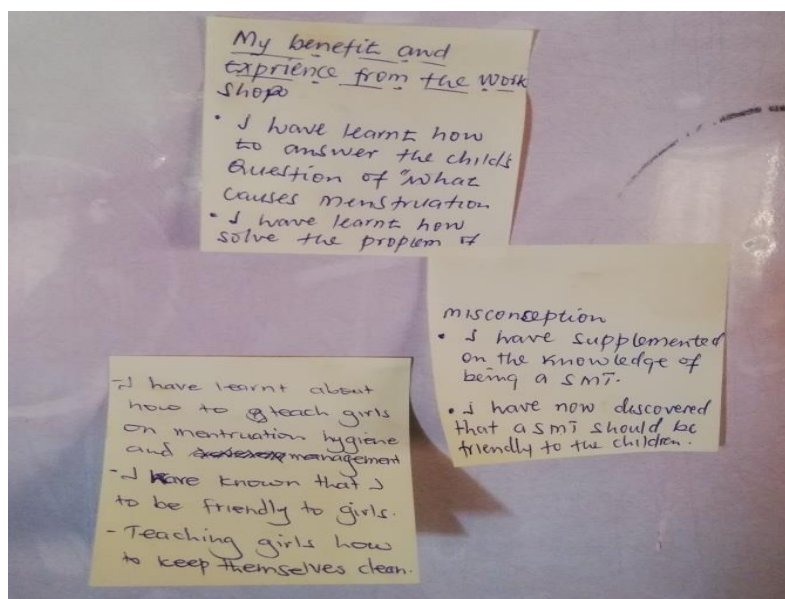 My benefit and
exprience from the work
shop
• I have learnt how
to answer the child's
Question of "what
causes menstruation
• I have learnt how
solve the problem of
misconception
• I have supplemented
on the knowledge of
being a SMT.
• I have now discovered
that a SMT should be
friendly to the children.
- I have learnt about
how to teach girls
on mentruation hygiene
and management
- I have known that I
to be friendly to girls.
- Teaching girls how
to keep themselves clean.